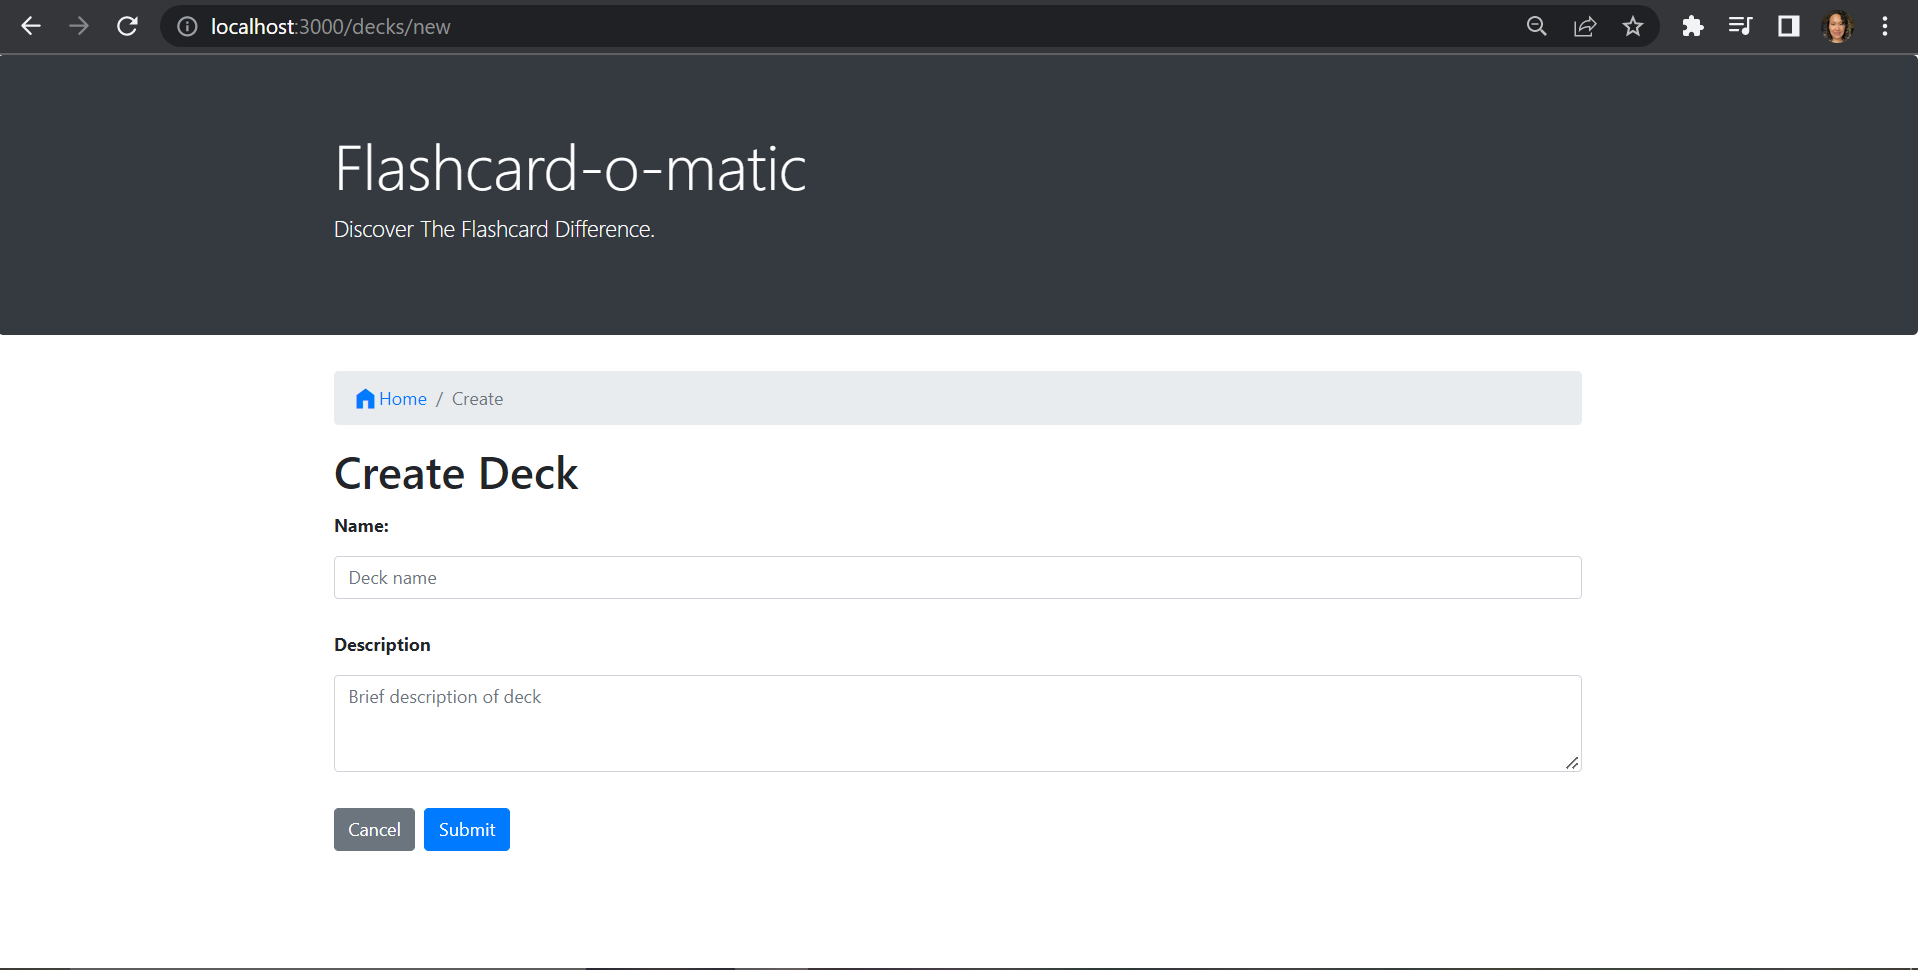 localhost:3000/decks/new
Flashcard-o-matic
Discover The Flashcard Difference.
Home / Create
Create Deck
Name:
Deck name
Description
Brief description of deck
Cancel Submit